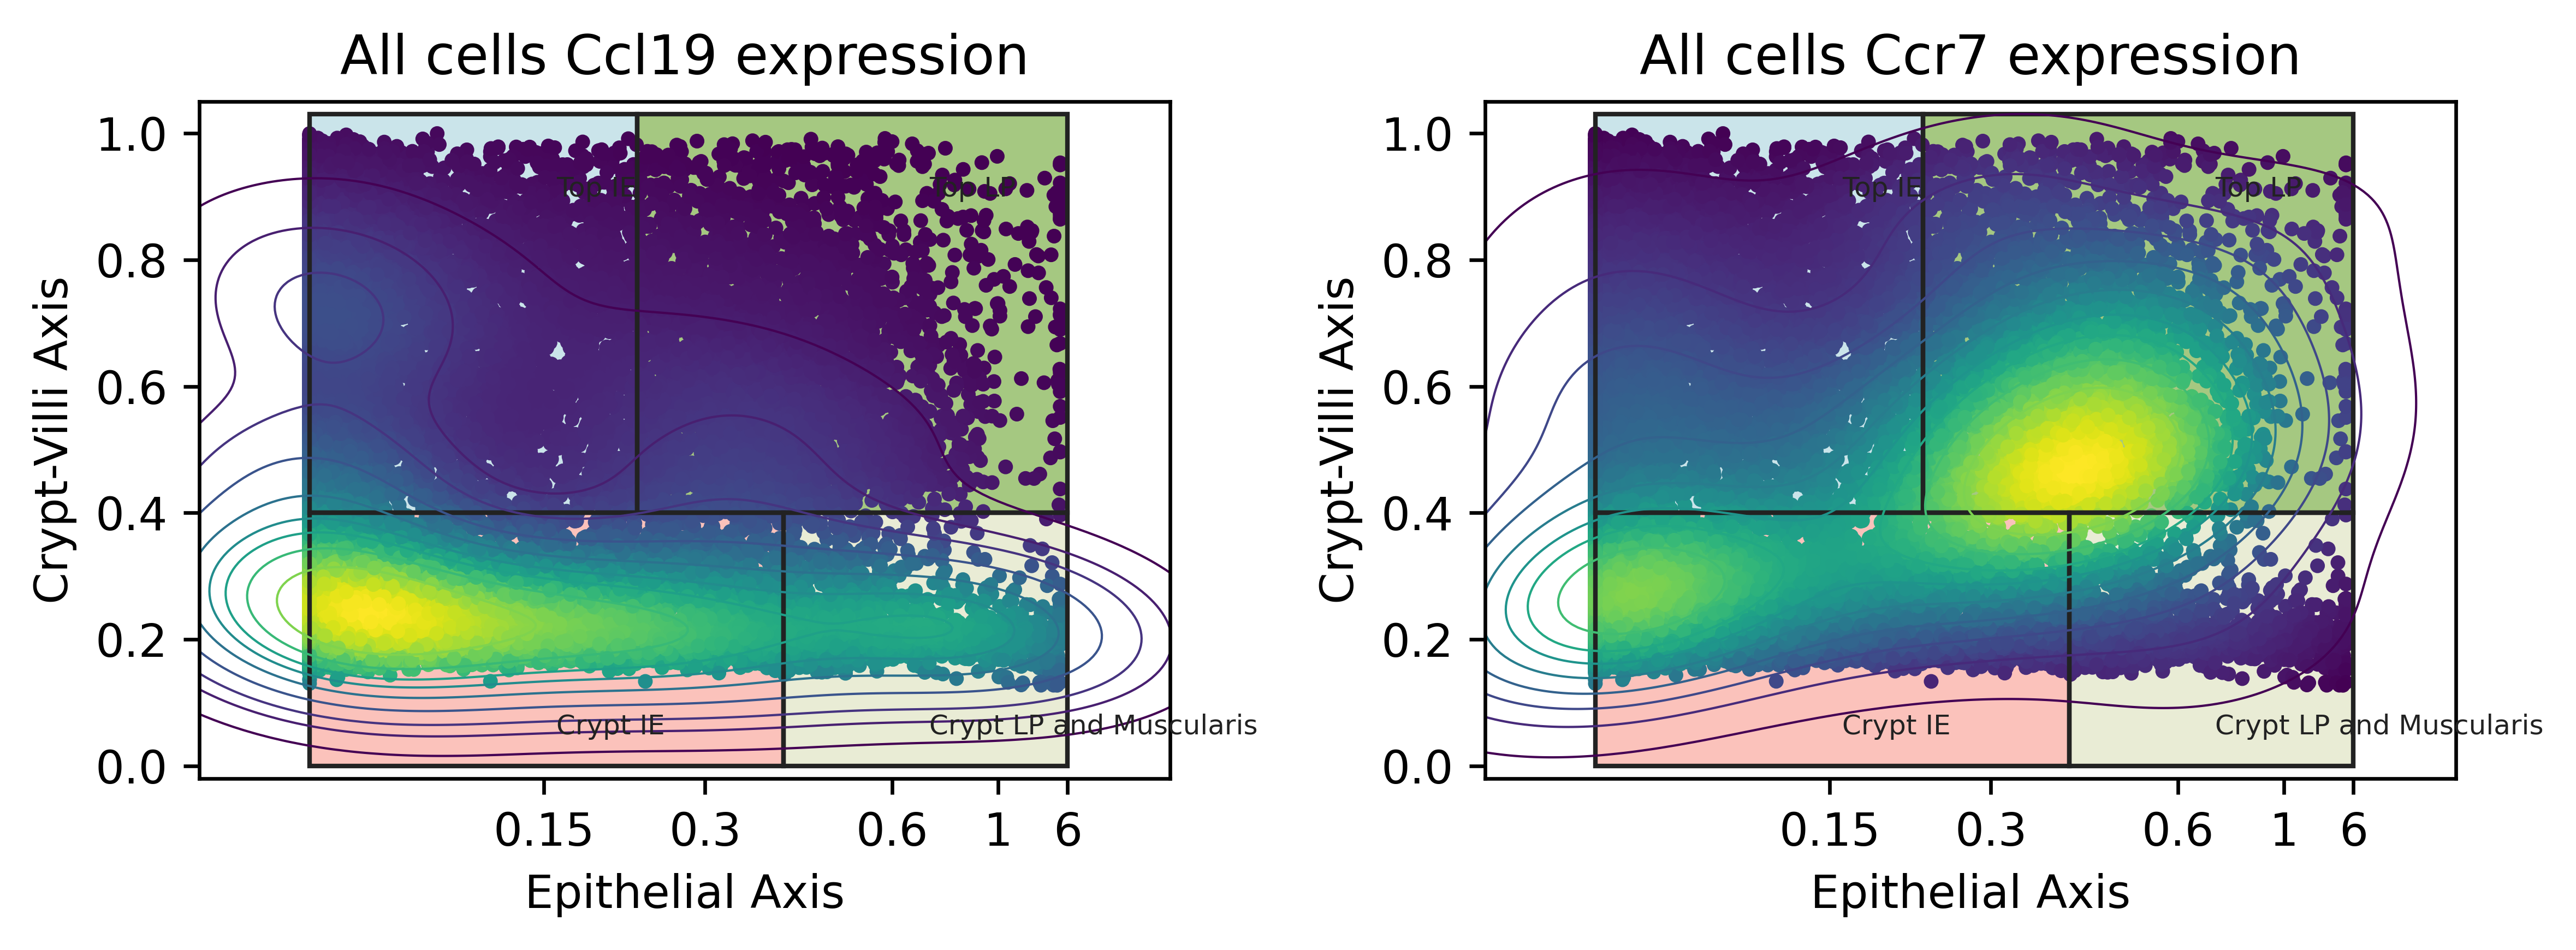 All cells Ccl19 expression
Crypt-Villi Axis
1.0
0.8
0.6
0.4
0.2
0.0
Top IE
Top LP
Crypt IE
Crypt LP and Muscularis
0.15 0.3 0.6 1 6
Epithelial Axis
All cells Ccr7 expression
Crypt-Villi Axis
1.0
0.8
0.6
0.4
0.2
0.0
Top IE
Top LP
Crypt IE
Crypt LP and Muscularis
0.15 0.3 0.6 1 6
Epithelial Axis